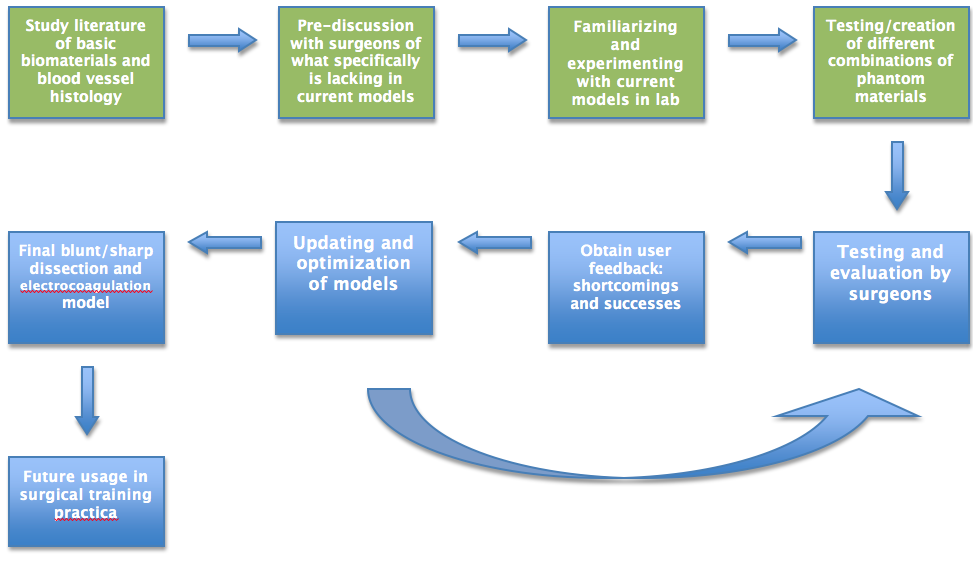 Study literature
of basic
biomaterials and
blood vessel
histology
Pre-discussion
with surgeons of
what specifically
is lacking in
current models
Familiarizing
and
experimenting
with current
models in lab
Testing/creation
of different
combinations of
phantom
materials
Testing and
evaluation by
surgeons
Obtain user
feedback:
shortcomings
and successes
Updating and
optimization
of models
Final blunt/sharp
dissection and
electrocoagulation
model
Future usage in
surgical training
practica